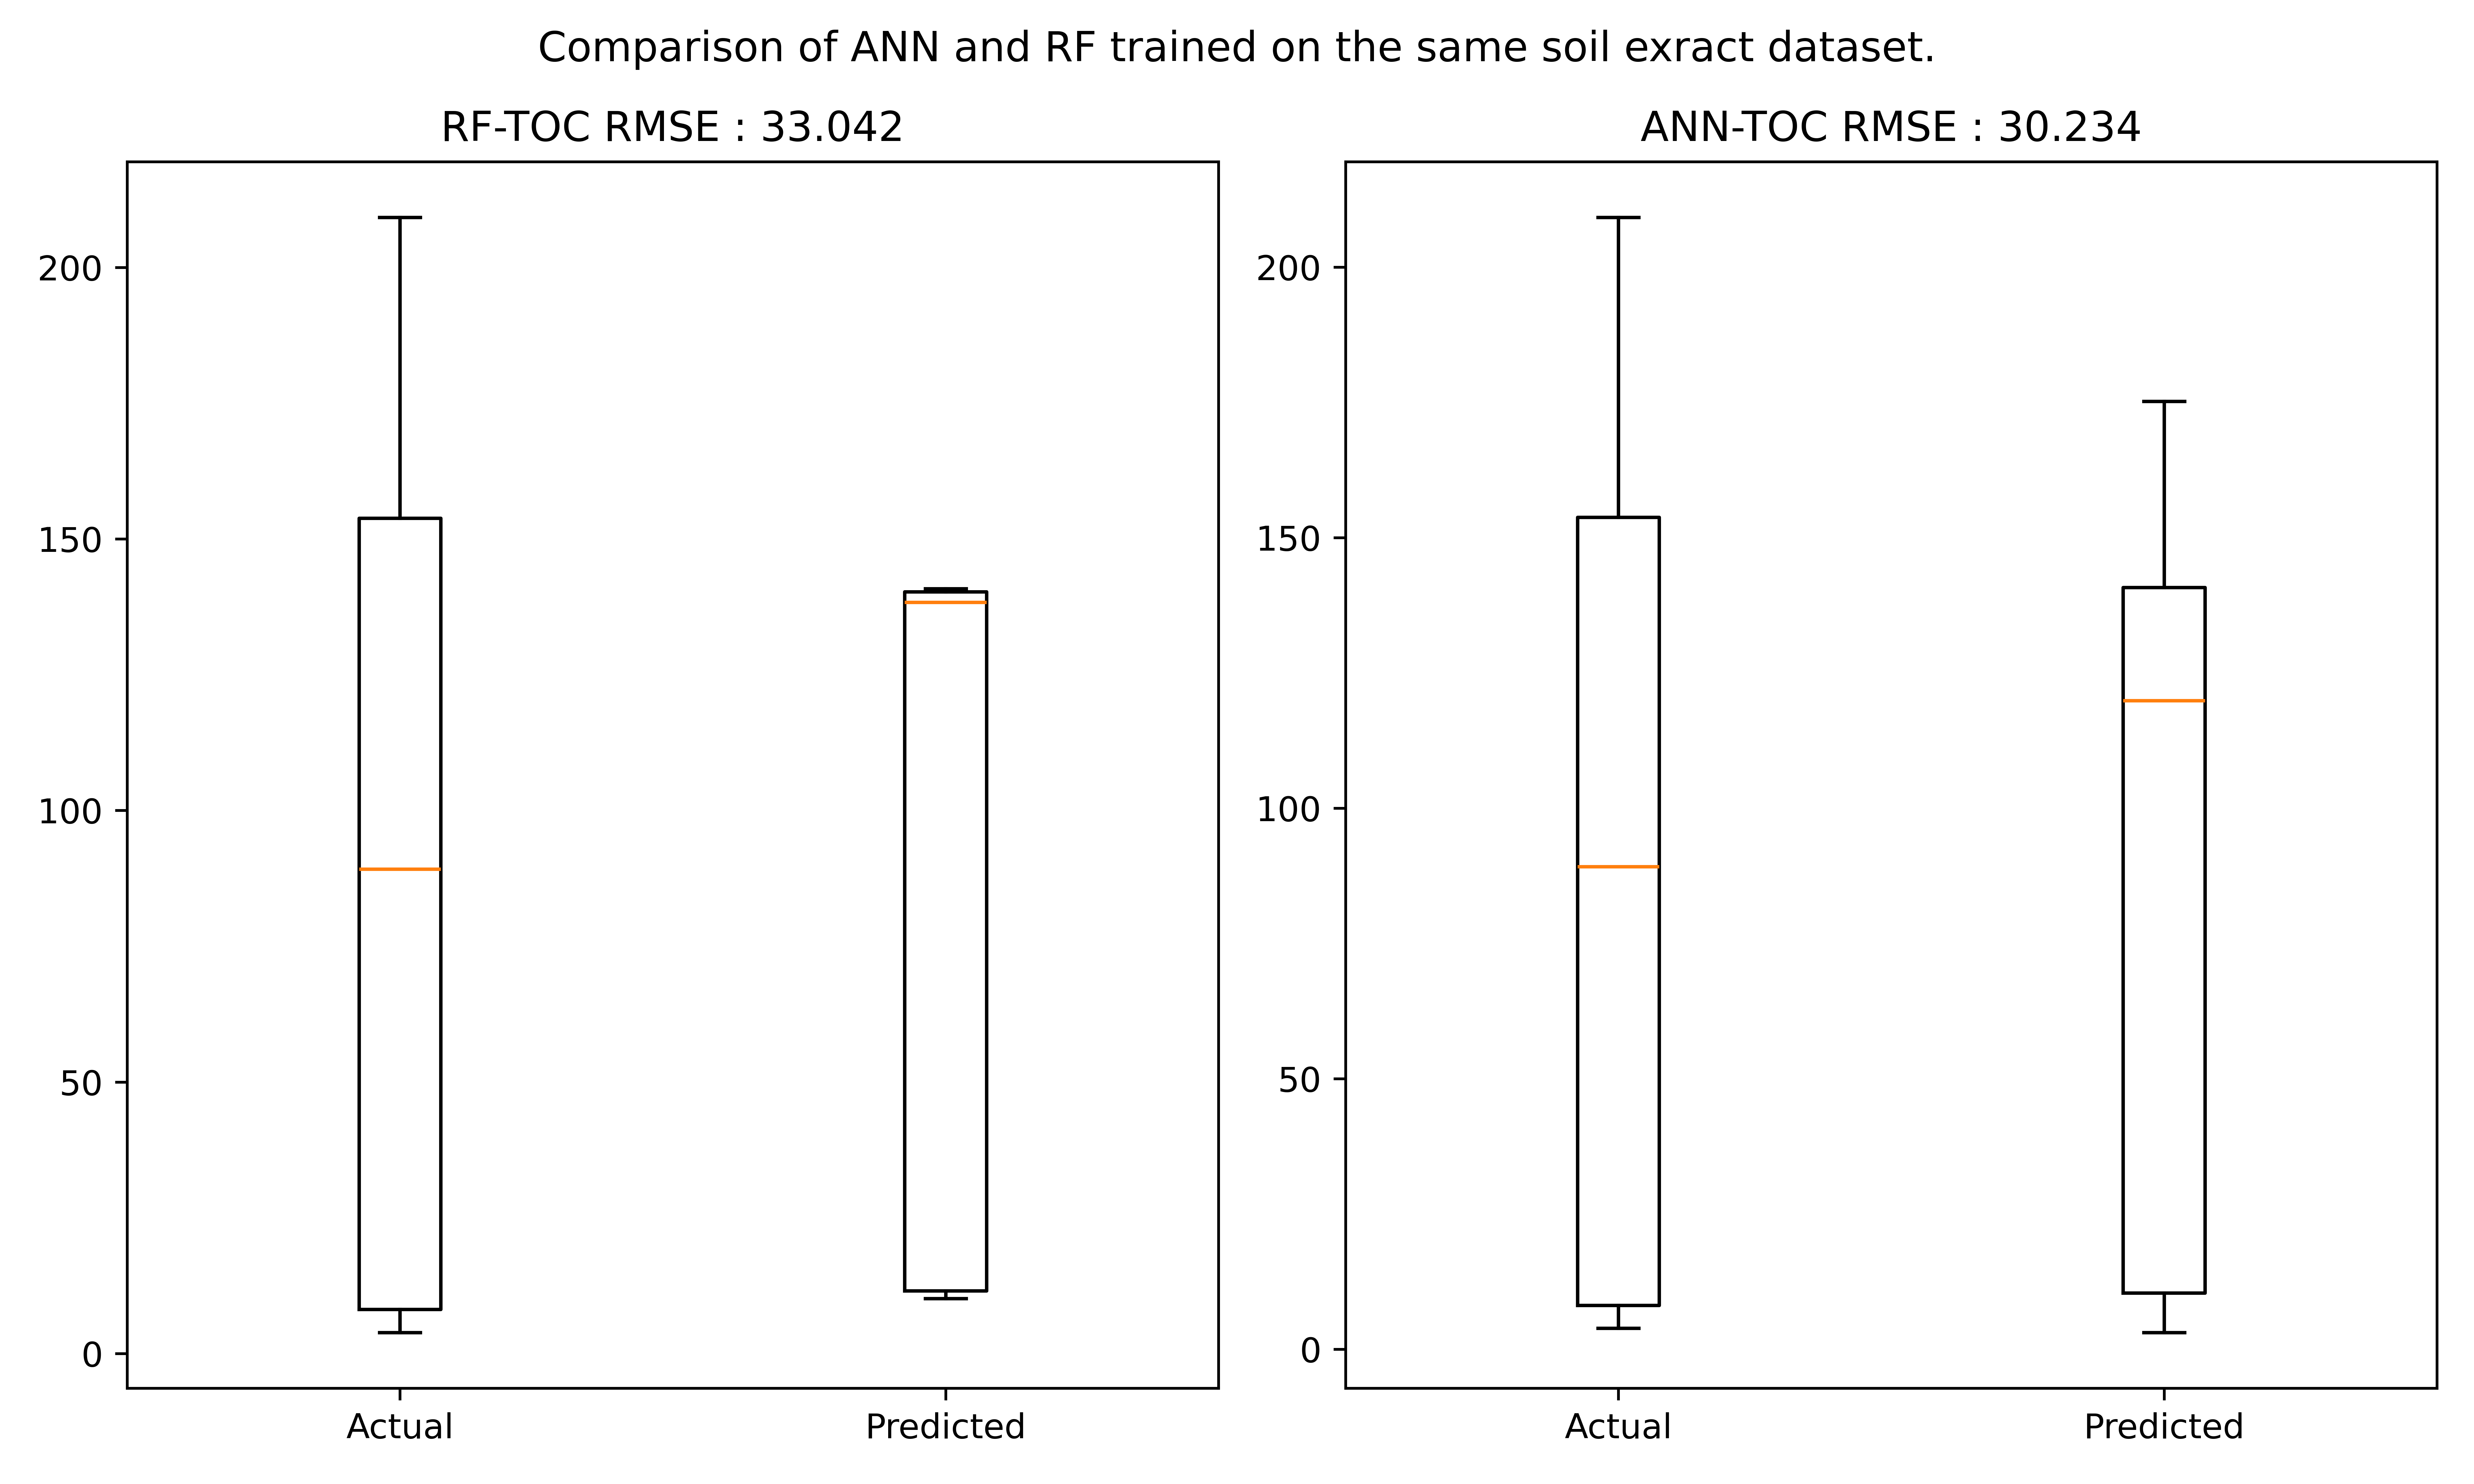 Comparison of ANN and RF trained on the same soil exract dataset.
RF-TOC RMSE : 33.042
200
150
100
50
0
Actual Predicted
ANN-TOC RMSE : 30.234
200
150
100
50
0
Actual Predicted